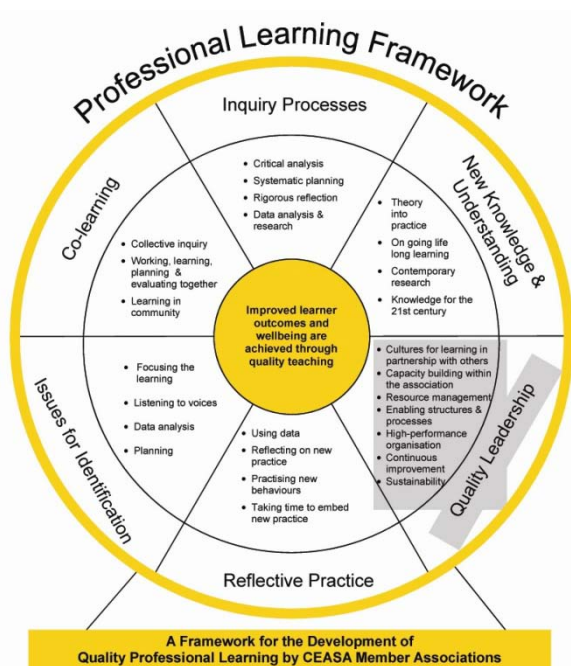 Professional Learning Framework
Inquiry Processes
• Critical analysis
• Systematic planning
• Rigorous reflection
• Data analysis &
research
New Knowledge &
Understanding
• Theory
into
practice
• On going life
long learning
• Contemporary
research
• Knowledge for the
21st century
Co-learning
• Collective inquiry
• Working, learning,
planning &
evaluating together
• Learning in
community
Improved learner
outcomes and
wellbeing are
achieved through
quality teaching
• Cultures for learning in
partnership with others
• Capacity building within
the association
• Resource management
• Enabling structures &
processes
• High-performance
organisation
• Continuous
improvement
• Sustainability
Quality Leadership
Issues for Identification
• Focusing the
learning
• Listening to voices
• Data analysis
• Planning
• Using data
• Reflecting on new
practice
• Practising new
behaviours
• Taking time to embed
new practice
Reflective Practice
A Framework for the Development of
Quality Professional Learning by CEASA Member Associations